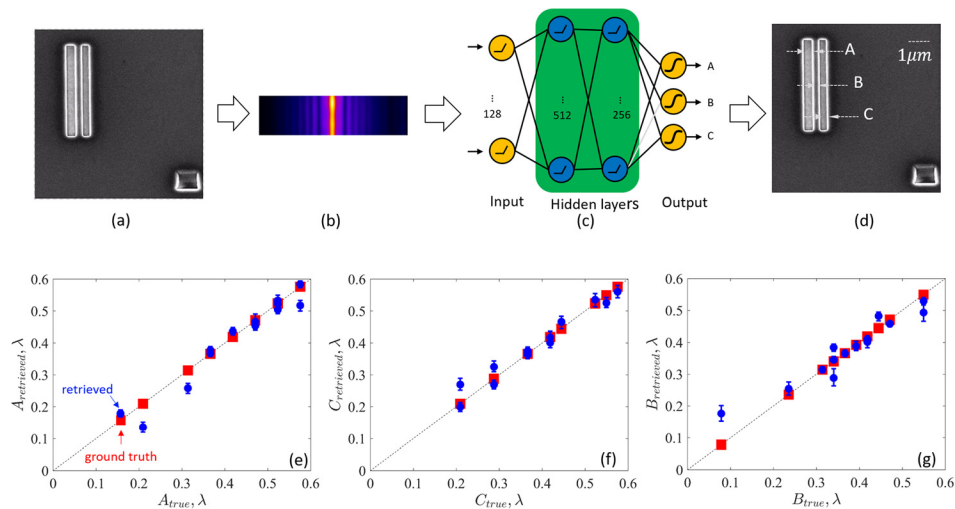 A
B
C
1μm
A
B
C
⋮
128
⋮
512
⋮
256
Input
Hidden layers
Output
(a)
(b)
(c)
(d)
0.6
0.5
0.4
0.3
0.2
0.1
0
A_retrieved, λ
retrieved
ground truth
(e)
0 0.1 0.2 0.3 0.4 0.5 0.6
A_true, λ
0.6
0.5
0.4
0.3
0.2
0.1
0
C_retrieved, λ
(f)
0 0.1 0.2 0.3 0.4 0.5 0.6
C_true, λ
0.6
0.5
0.4
0.3
0.2
0.1
0
B_retrieved, λ
(g)
0 0.1 0.2 0.3 0.4 0.5 0.6
B_true, λ